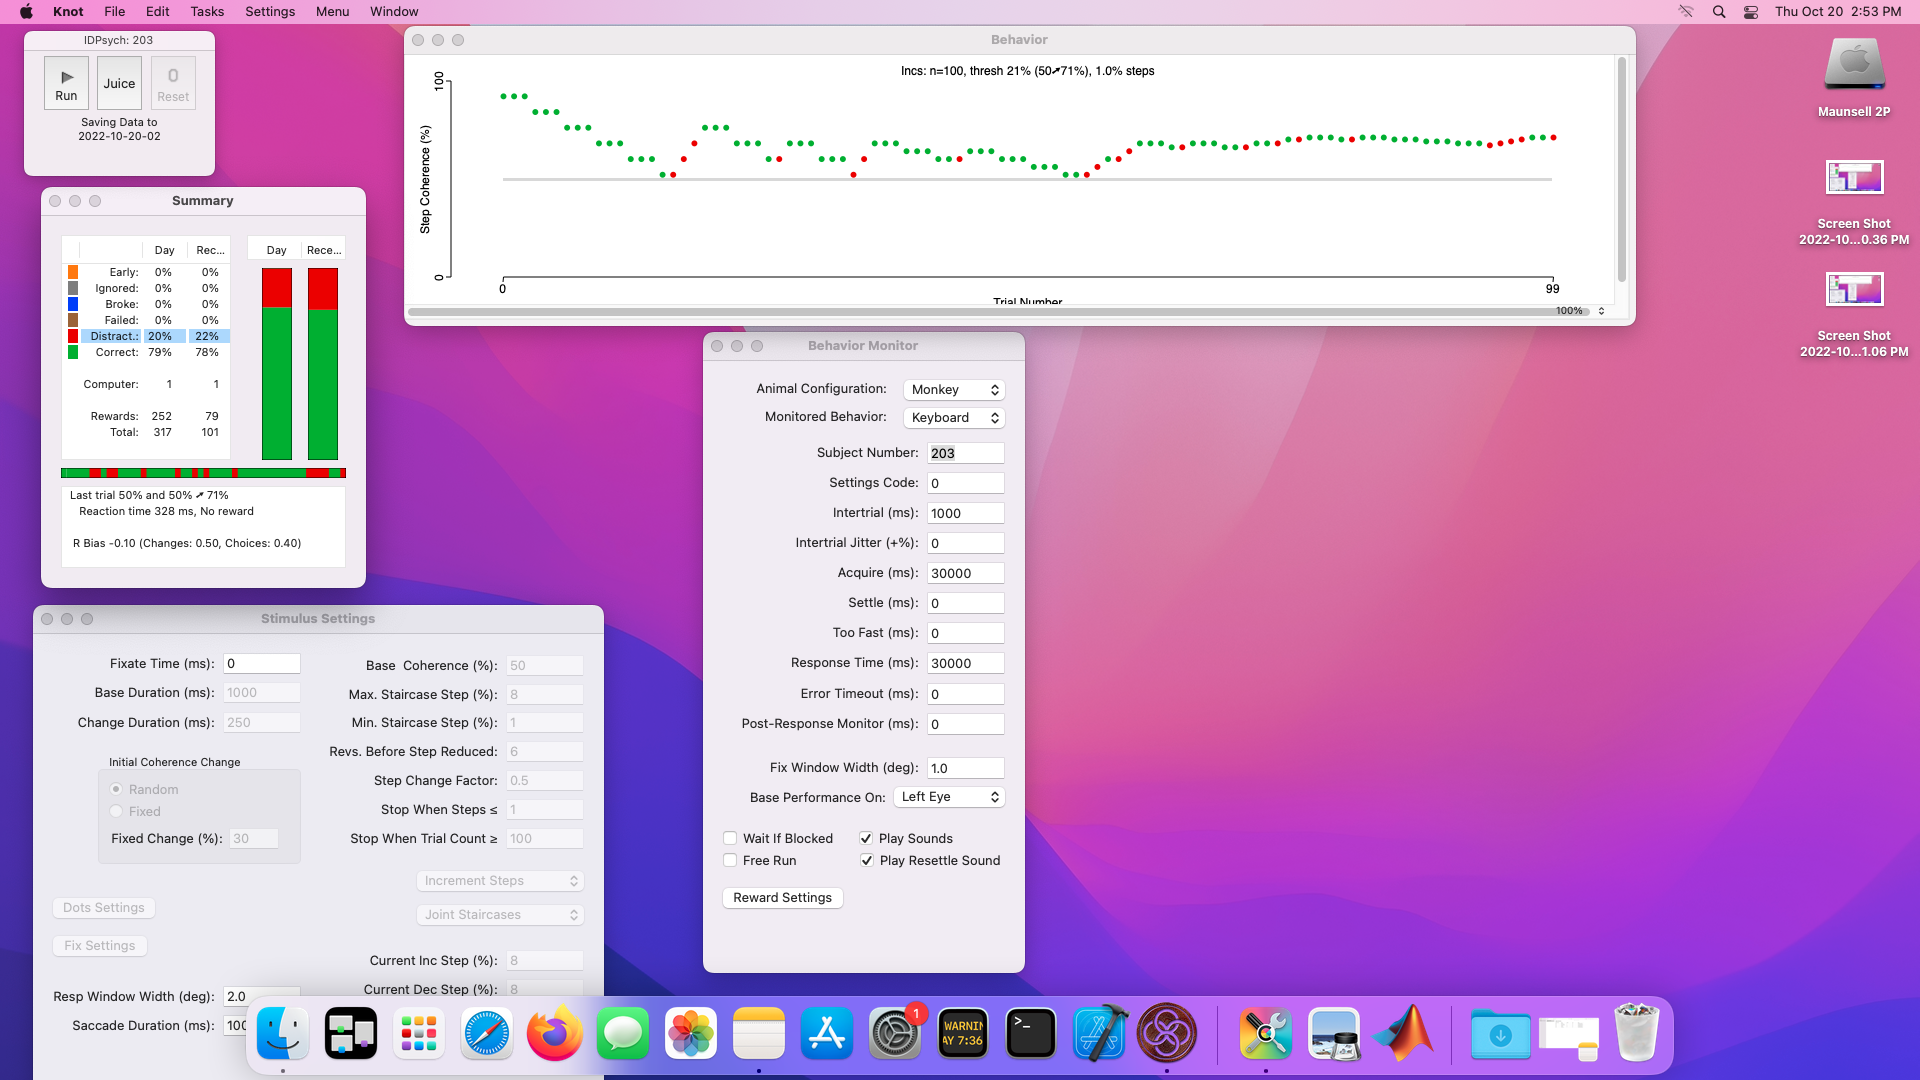 Knot File Edit Tasks Settings Menu Window Thu Oct 20 2:53 PM
IDPsych: 203
Run Juice 0 Reset
Saving Data to
2022-10-20-02
Behavior
Incs: n=100, thresh 21% (50➚71%), 1.0% steps
Step Coherence (%)
100
0
0 99
Trial Number
100%
Maunsell 2P
Screen Shot
2022-10...0.36 PM
Screen Shot
2022-10...1.06 PM
Summary
Day Rec... Day Rece...
Early: 0% 0%
Ignored: 0% 0%
Broke: 0% 0%
Failed: 0% 0%
Distract.: 20% 22%
Correct: 79% 78%
Computer: 1 1
Rewards: 252 79
Total: 317 101
Last trial 50% and 50% ➚ 71%
Reaction time 328 ms, No reward
R Bias -0.10 (Changes: 0.50, Choices: 0.40)
Behavior Monitor
Animal Configuration: Monkey
Monitored Behavior: Keyboard
Subject Number: 203
Settings Code: 0
Intertrial (ms): 1000
Intertrial Jitter (+%): 0
Acquire (ms): 30000
Settle (ms): 0
Too Fast (ms): 0
Response Time (ms): 30000
Error Timeout (ms): 0
Post-Response Monitor (ms): 0
Fix Window Width (deg): 1.0
Base Performance On: Left Eye
Wait If Blocked Play Sounds
Free Run Play Resettle Sound
Reward Settings
Stimulus Settings
Fixate Time (ms): 0
Base Duration (ms): 1000
Change Duration (ms): 250
Initial Coherence Change
Random
Fixed
Fixed Change (%): 30
Dots Settings
Fix Settings
Resp Window Width (deg): 2.0
Saccade Duration (ms): 100
Base Coherence (%): 50
Max. Staircase Step (%): 8
Min. Staircase Step (%): 1
Revs. Before Step Reduced: 6
Step Change Factor: 0.5
Stop When Steps ≤ 1
Stop When Trial Count ≥ 100
Increment Steps
Joint Staircases
Current Inc Step (%): 8
Current Dec Step (%): 8
1
WARNIN
AY 7:36
>_